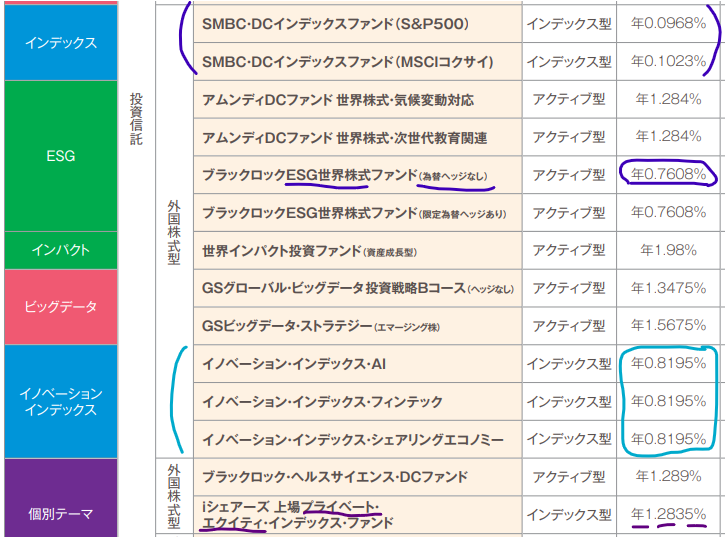 インデックス
投資信託
外国株式型
SMBC・DCインデックスファンド(S&P500) インデックス型 年0.0968%
SMBC・DCインデックスファンド(MSCIコクサイ) インデックス型 年0.1023%
ESG
アムンディDCファンド 世界株式・気候変動対応 アクティブ型 年1.284%
アムンディDCファンド 世界株式・次世代教育関連 アクティブ型 年1.284%
ブラックロックESG世界株式ファンド(為替ヘッジなし) アクティブ型 年0.7608%
ブラックロックESG世界株式ファンド(限定為替ヘッジあり) アクティブ型 年0.7608%
インパクト
世界インパクト投資ファンド(資産成長型) アクティブ型 年1.98%
ビッグデータ
GSグローバル・ビッグデータ投資戦略Bコース(ヘッジなし) アクティブ型 年1.3475%
GSビッグデータ・ストラテジー(エマージング株) アクティブ型 年1.5675%
イノベーション
インデックス
イノベーション・インデックス・AI インデックス型 年0.8195%
イノベーション・インデックス・フィンテック インデックス型 年0.8195%
イノベーション・インデックス・シェアリングエコノミー インデックス型 年0.8195%
個別テーマ
外国株式型
ブラックロック・ヘルスサイエンス・DCファンド アクティブ型 年1.289%
iシェアーズ 上場プライベート・
エクイティ・インデックス・ファンド インデックス型 年1.2835%